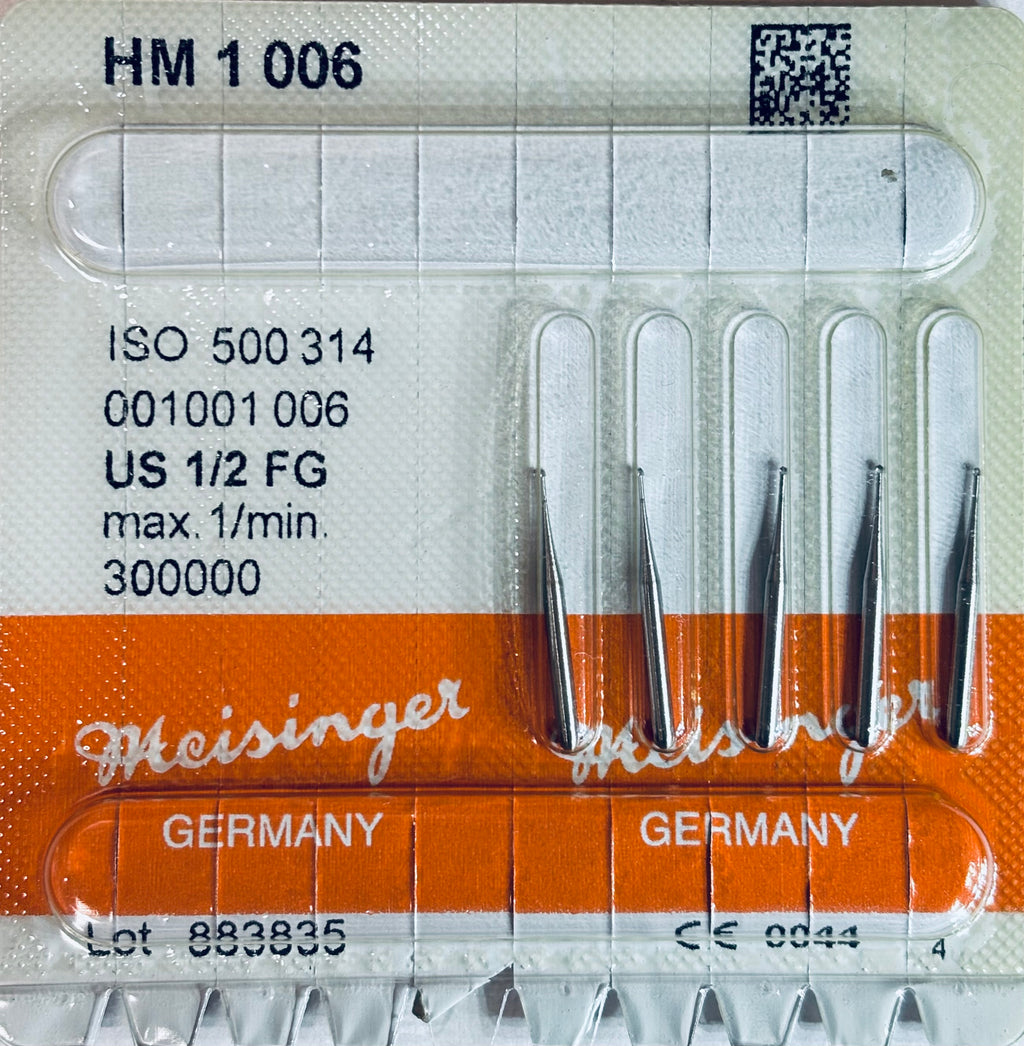 HM 1 006
ISO 500 314
001001 006
US 1/2 FG
max. 1/min.
300000
Meisinger Meisinger
GERMANY GERMANY
Lot 883835 CE 0044
4